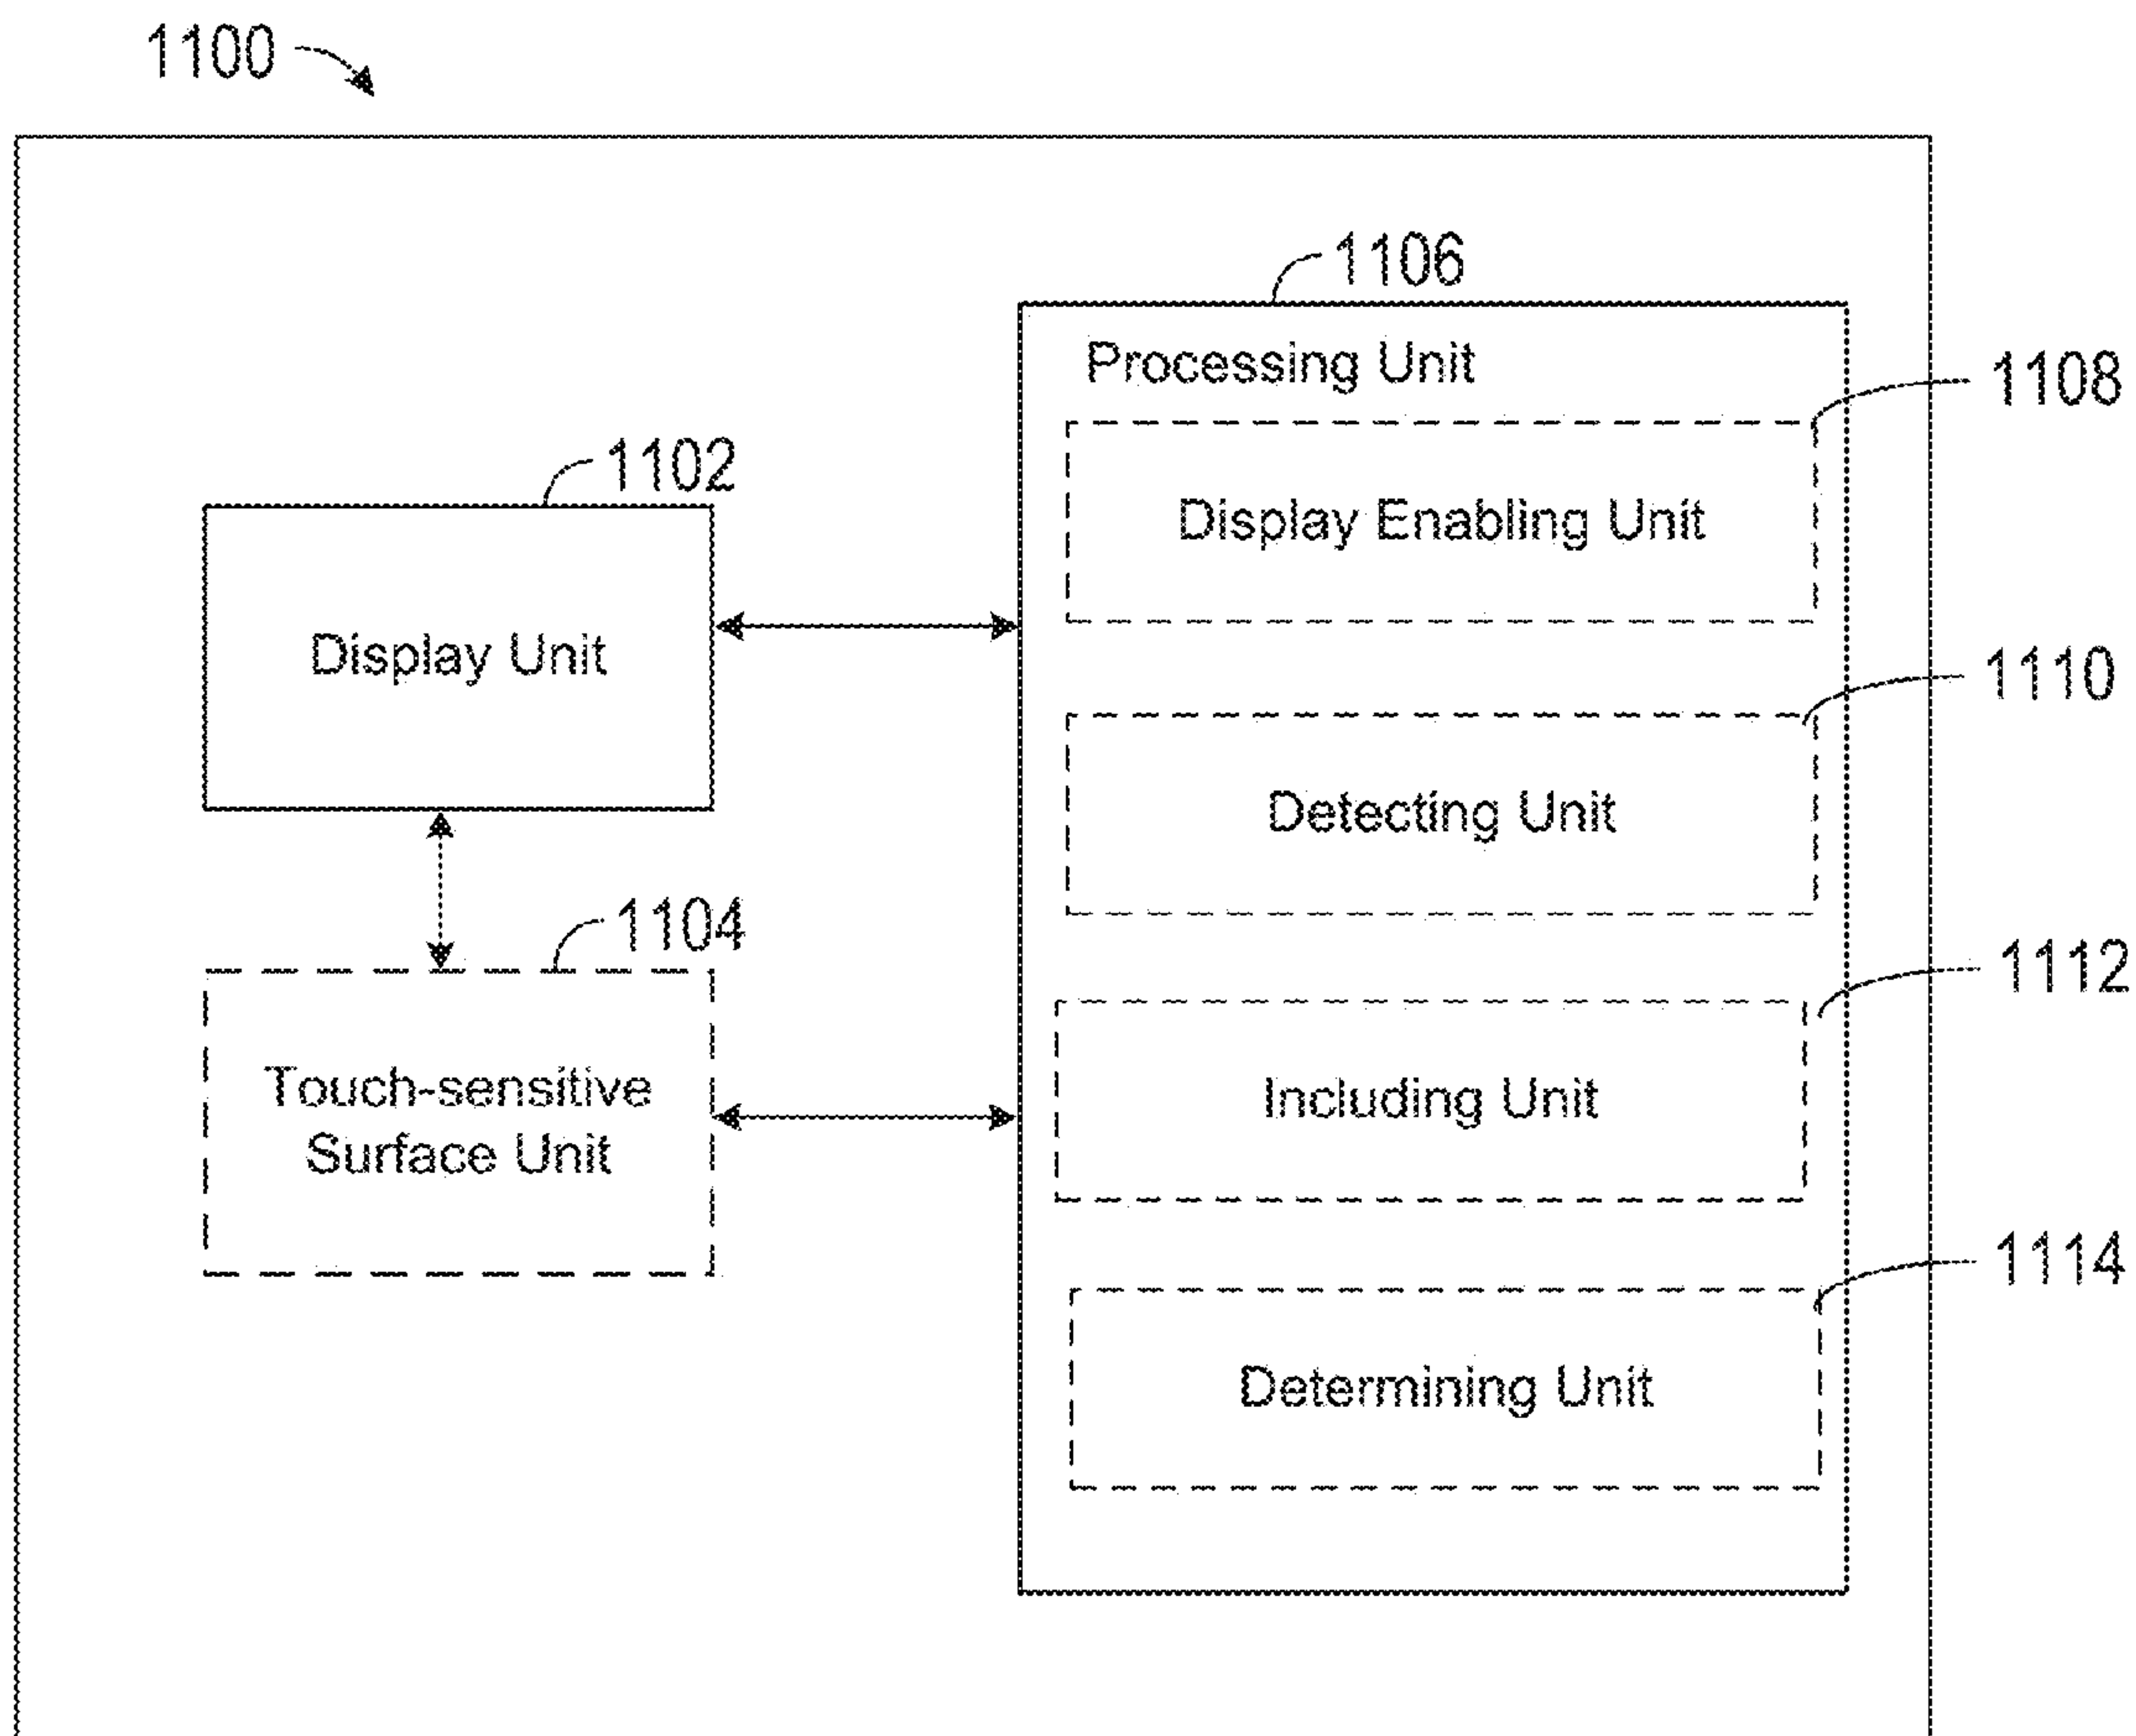 1100
1106
Processing Unit
1108
Display Enabling Unit
1102
Display Unit
1110
Detecting Unit
1104
Touch-sensitive
Surface Unit
1112
Including Unit
1114
Determining Unit